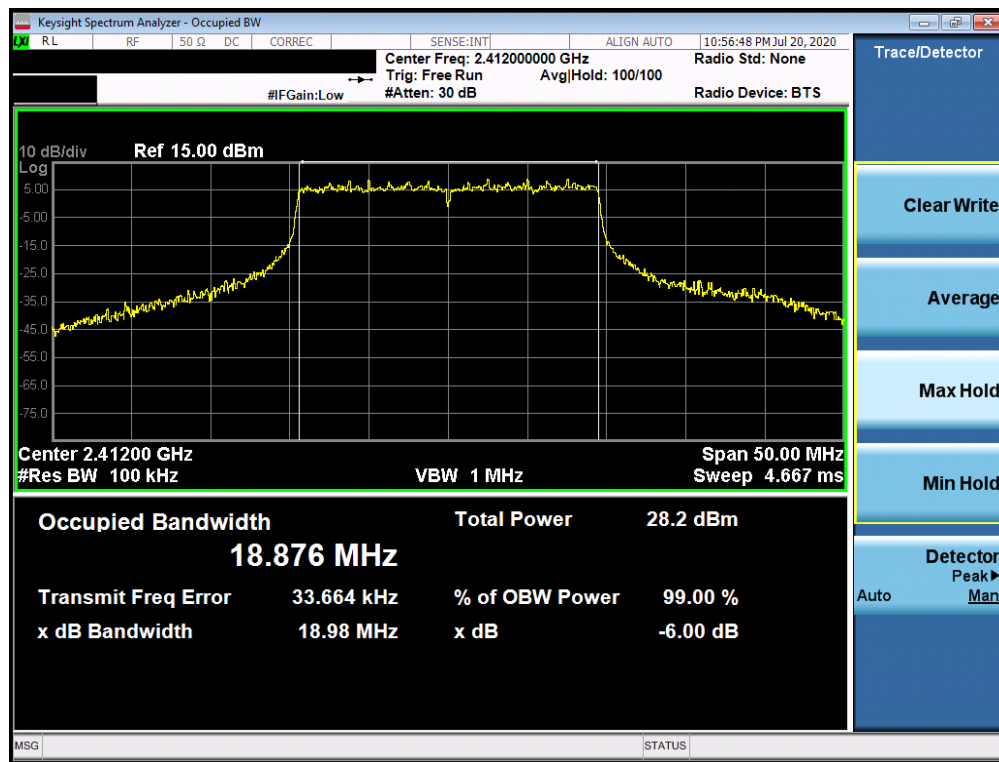 Keysight Spectrum Analyzer - Occupied BW
LXI RL RF 50 Ω DC CORREC SENSE:INT ALIGN AUTO 10:56:48 PM Jul 20, 2020
Center Freq: 2.412000000 GHz Radio Std: None
Trig: Free Run Avg|Hold: 100/100
#IFGain:Low #Atten: 30 dB Radio Device: BTS
Trace/Detector
10 dB/div Ref 15.00 dBm
Log
5.00
-5.00
-15.0
-25.0
-35.0
-45.0
-55.0
-65.0
-75.0
Center 2.41200 GHz Span 50.00 MHz
#Res BW 100 kHz VBW 1 MHz Sweep 4.667 ms
Clear Write
Average
Max Hold
Min Hold
Detector
Peak▶
Auto Man
Occupied Bandwidth Total Power 28.2 dBm
18.876 MHz
Transmit Freq Error 33.664 kHz % of OBW Power 99.00 %
x dB Bandwidth 18.98 MHz x dB -6.00 dB
MSG STATUS